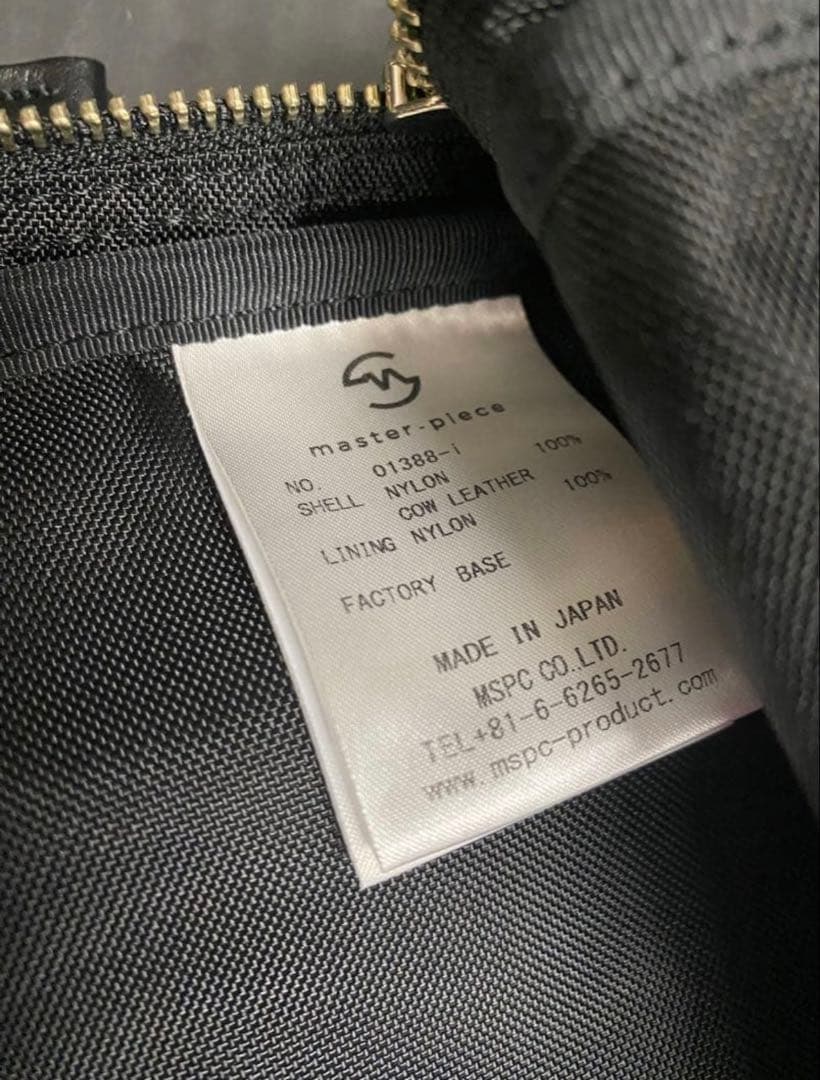 master-piece
NO. 01388-i
SHELL NYLON 100%
COW LEATHER
LINING NYLON 100%
FACTORY BASE
MADE IN JAPAN
MSPC CO.LTD.
TEL+81-6-6265-2677
www.mspc-product.com